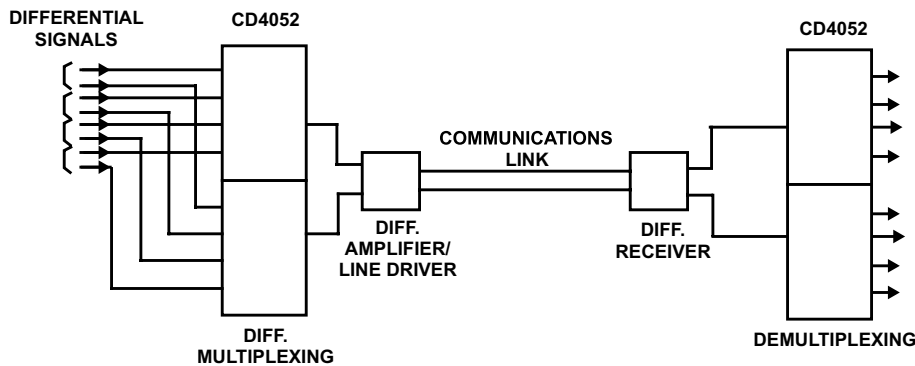 DIFFERENTIAL
SIGNALS
CD4052
CD4052
COMMUNICATIONS
LINK
DIFF.
AMPLIFIER/
LINE DRIVER
DIFF.
RECEIVER
DIFF.
MULTIPLEXING
DEMULTIPLEXING